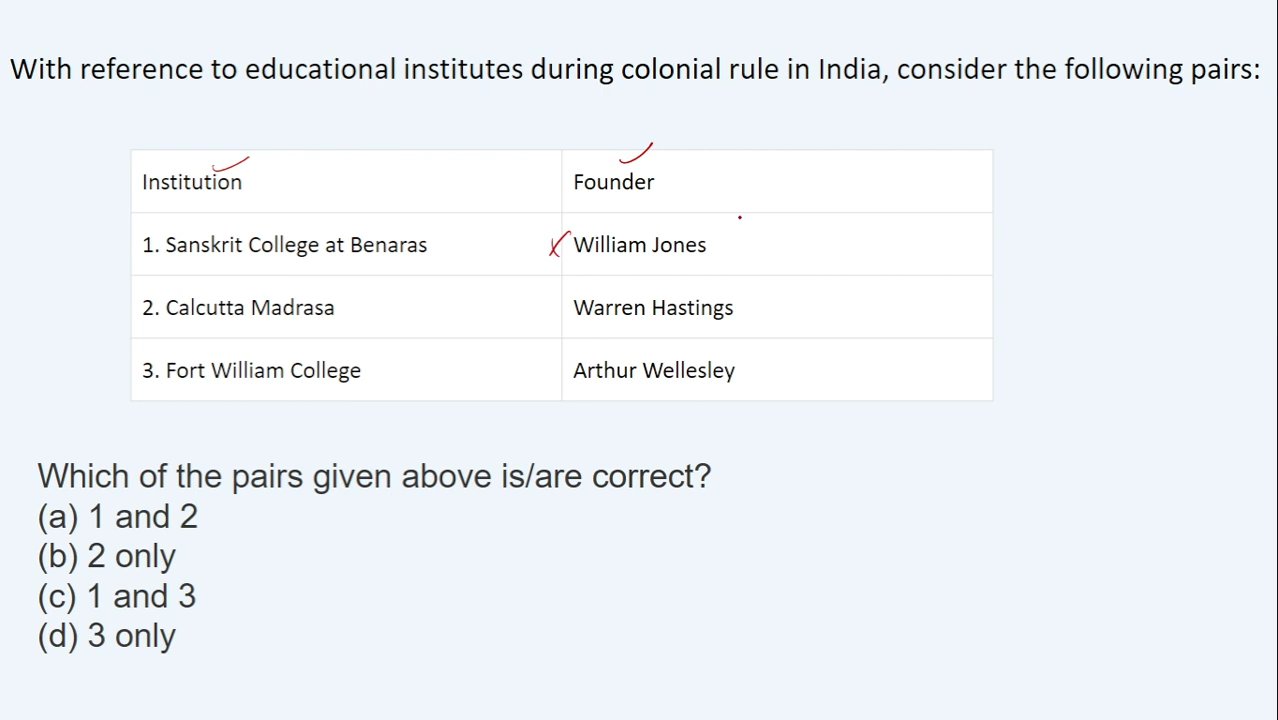 With reference to educational institutes during colonial rule in India, consider the following pairs:
Institution Founder
1. Sanskrit College at Benaras William Jones
2. Calcutta Madrasa Warren Hastings
3. Fort William College Arthur Wellesley
Which of the pairs given above is/are correct?
(a) 1 and 2
(b) 2 only
(c) 1 and 3
(d) 3 only